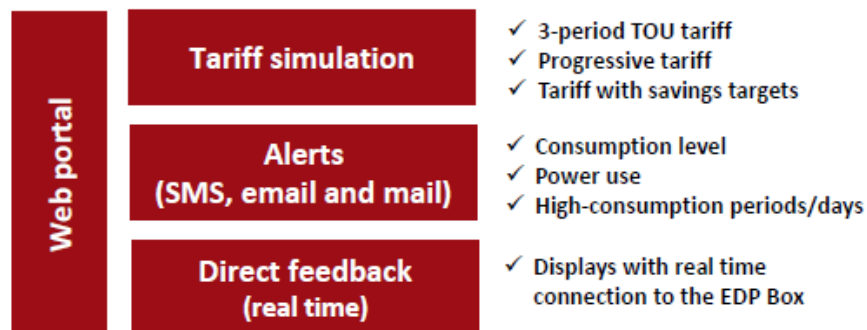 Web portal
Tariff simulation
✓ 3-period TOU tariff
✓ Progressive tariff
✓ Tariff with savings targets
Alerts
(SMS, email and mail)
✓ Consumption level
✓ Power use
✓ High-consumption periods/days
Direct feedback
(real time)
✓ Displays with real time
connection to the EDP Box